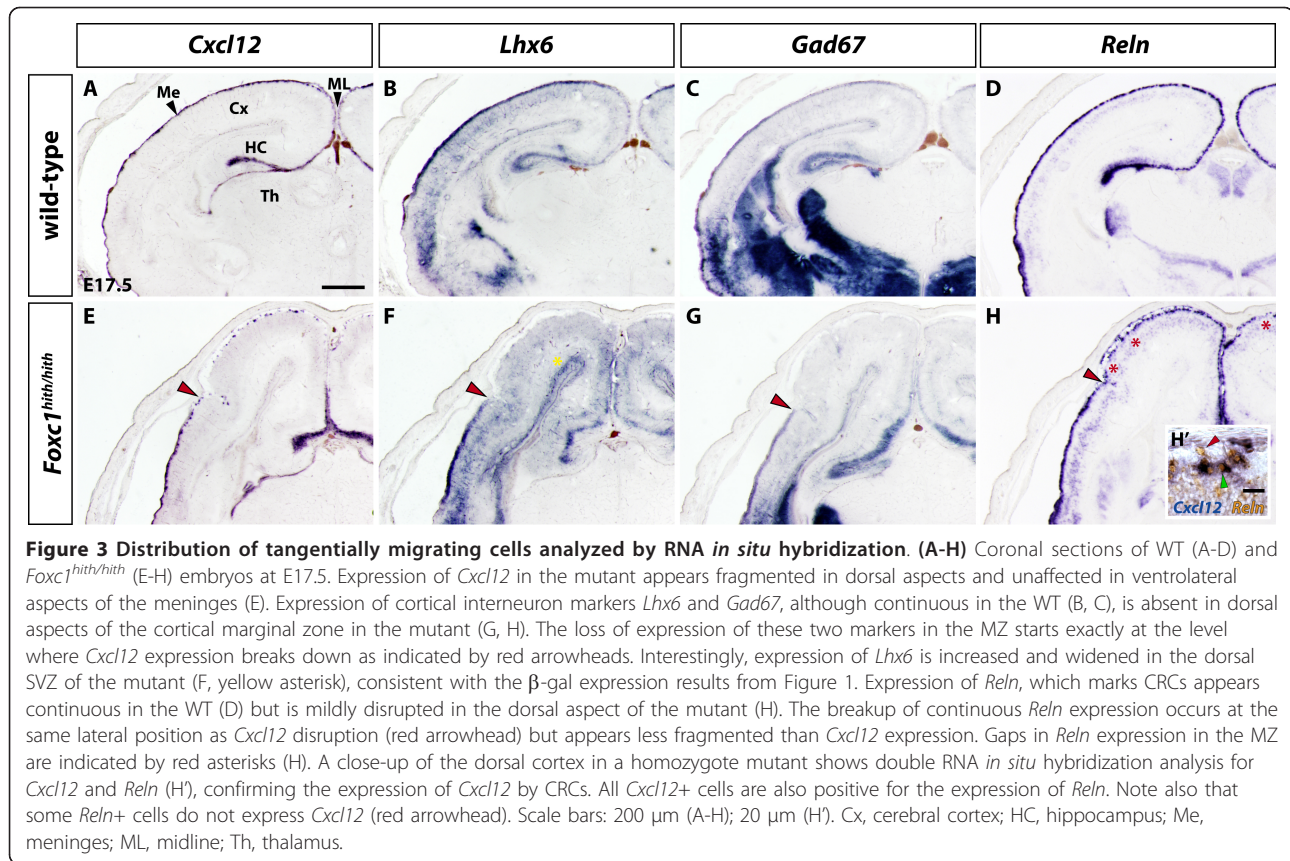 Cxcl12 Lhx6 Gad67 Reln
wild-type
A Me Cx ML HC Th E17.5
B
C
D
Foxc1hith/hith
E
F *
G
H * * *
H' Cxcl12 Reln
Figure 3 Distribution of tangentially migrating cells analyzed by RNA in situ hybridization. (A-H) Coronal sections of WT (A-D) and
Foxc1hith/hith (E-H) embryos at E17.5. Expression of Cxcl12 in the mutant appears fragmented in dorsal aspects and unaffected in ventrolateral
aspects of the meninges (E). Expression of cortical interneuron markers Lhx6 and Gad67, although continuous in the WT (B, C), is absent in dorsal
aspects of the cortical marginal zone in the mutant (G, H). The loss of expression of these two markers in the MZ starts exactly at the level
where Cxcl12 expression breaks down as indicated by red arrowheads. Interestingly, expression of Lhx6 is increased and widened in the dorsal
SVZ of the mutant (F, yellow asterisk), consistent with the β-gal expression results from Figure 1. Expression of Reln, which marks CRCs appears
continuous in the WT (D) but is mildly disrupted in the dorsal aspect of the mutant (H). The breakup of continuous Reln expression occurs at the
same lateral position as Cxcl12 disruption (red arrowhead) but appears less fragmented than Cxcl12 expression. Gaps in Reln expression in the MZ
are indicated by red asterisks (H). A close-up of the dorsal cortex in a homozygote mutant shows double RNA in situ hybridization analysis for
Cxcl12 and Reln (H'), confirming the expression of Cxcl12 by CRCs. All Cxcl12+ cells are also positive for the expression of Reln. Note also that
some Reln+ cells do not express Cxcl12 (red arrowhead). Scale bars: 200 μm (A-H); 20 μm (H'). Cx, cerebral cortex; HC, hippocampus; Me,
meninges; ML, midline; Th, thalamus.